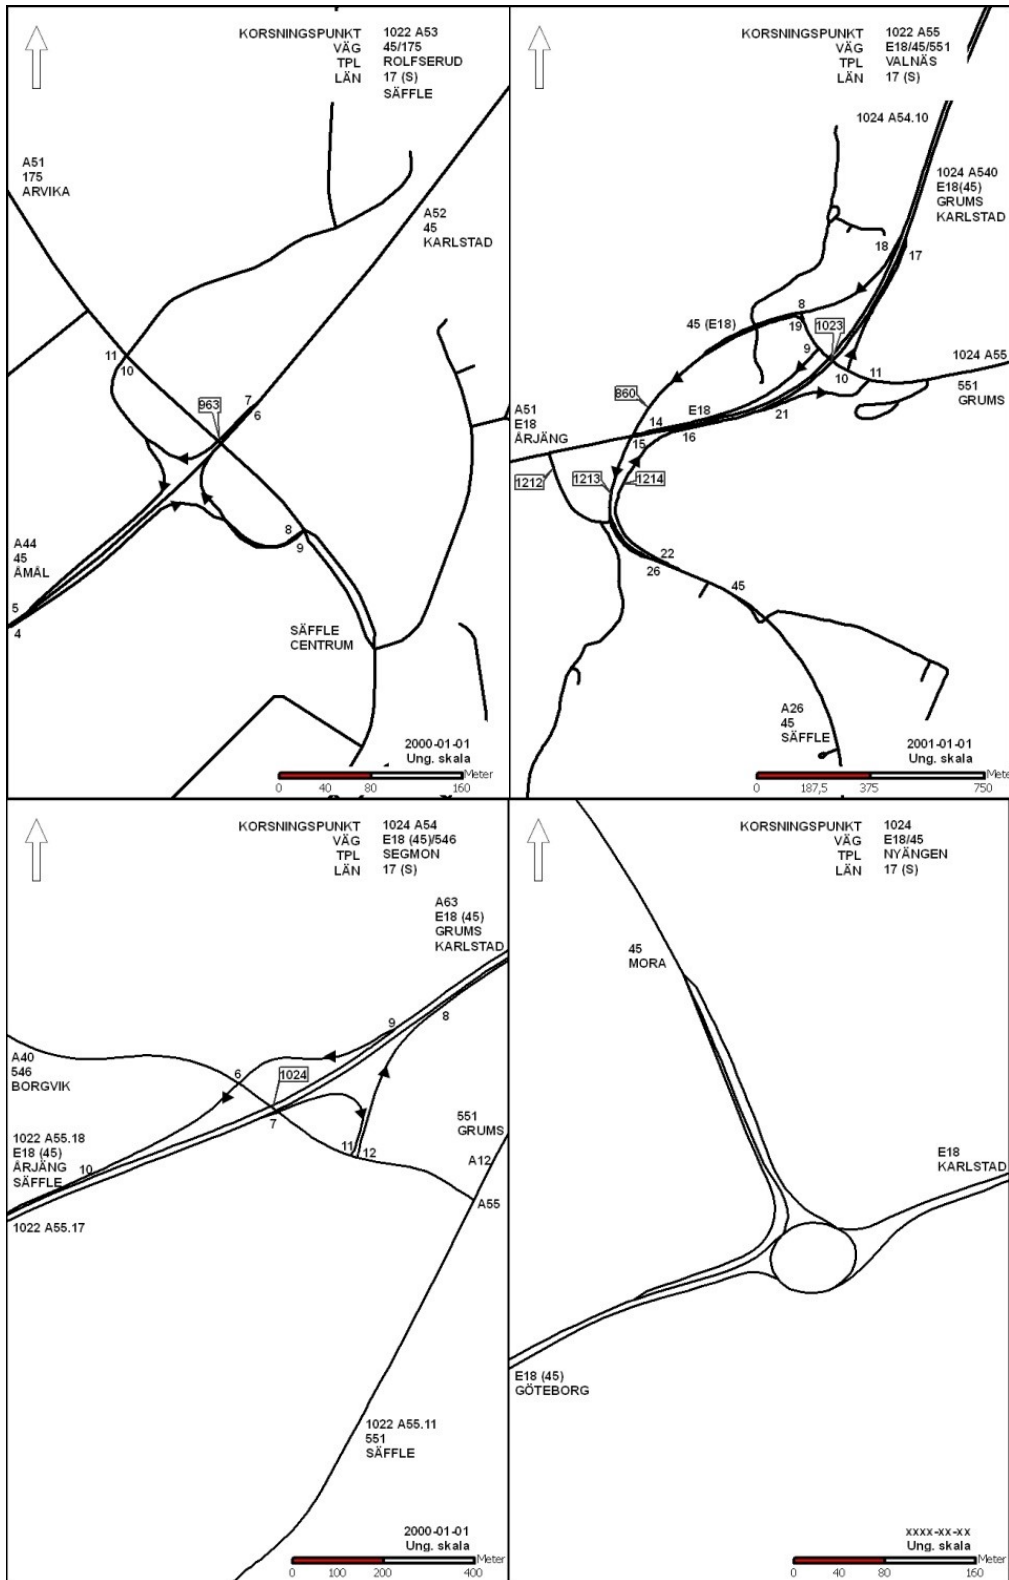 KORSNINGSPUNKT 1022 A53
VÄG 45/175
TPL ROLFSERUD
LÄN 17 (S)
SÄFFLE
A51
175
ARVIKA
A52
45
KARLSTAD
11
10
963
7
6
8
9
A44
45
ÅMÅL
5
4
SÄFFLE
CENTRUM
2000-01-01
Ung. skala
Meter
0 40 80 160
KORSNINGSPUNKT 1022 A55
VÄG E18/45/551
TPL VALNÄS
LÄN 17 (S)
1024 A54.10
1024 A540
E18(45)
GRUMS
KARLSTAD
18
17
8
19
45 (E18)
1023
9
10
11
1024 A55
551
GRUMS
860
E18
21
14
15
16
A51
E18
ÅRJÄNG
1212
1213
1214
22
26
45
A26
45
SÄFFLE
2001-01-01
Ung. skala
Meter
0 187,5 375 750
KORSNINGSPUNKT 1024 A54
VÄG E18 (45)/546
TPL SEGMON
LÄN 17 (S)
A63
E18 (45)
GRUMS
KARLSTAD
9
8
A40
546
BORGVIK
6
1024
7
551
GRUMS
11
12
A12
1022 A55.18
E18 (45)
ÅRJÄNG
SÄFFLE
10
A55
1022 A55.17
1022 A55.11
551
SÄFFLE
2000-01-01
Ung. skala
Meter
0 100 200 400
KORSNINGSPUNKT 1024
VÄG E18/45
TPL NYÄNGEN
LÄN 17 (S)
45
MORA
E18
KARLSTAD
E18 (45)
GÖTEBORG
xxxx-xx-xx
Ung. skala
Meter
0 40 80 160